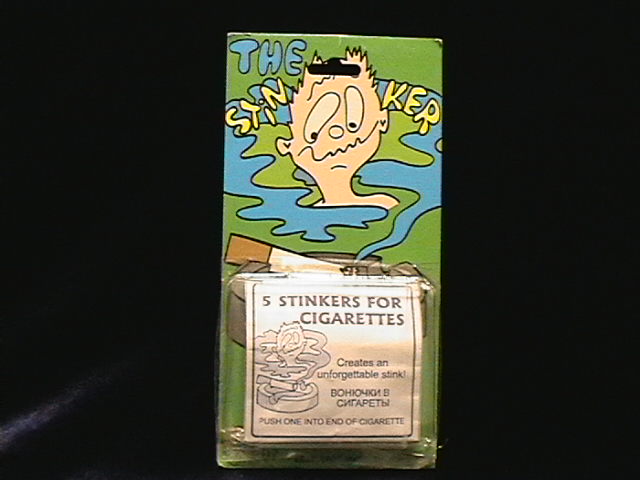 THE
STINKER
5 STINKERS FOR
CIGARETTES
Creates an
unforgettable stink!
ВОНЮЧКИ В
СИГАРЕТЫ
PUSH ONE INTO END OF CIGARETTE